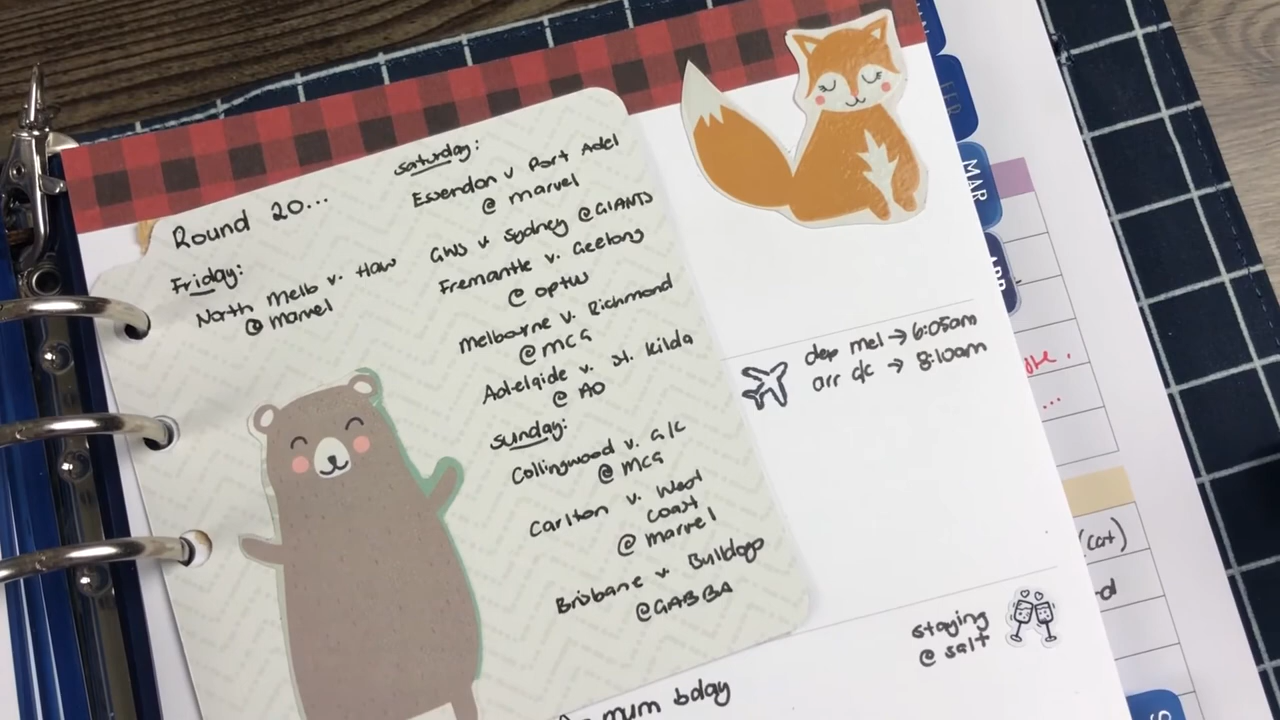 Round 20...
Friday:
North Melb v. Haw
@ marvel
Saturday:
Essendon v Port Adel
@ marvel
GWS v Sydney @GIANTS
Fremantle v. Geelong
@ optw
Melbourne v. Richmond
@ MCG
Adelaide v. St. Kilda
@ AO
Sunday:
Collingwood v. G/C
@ MCG
Carlton v. West
coast
@ marvel
Brisbane v Bulldogs
@GABBA
dep mel → 6:05am
arr g/c → 8:10am
staying
@ salt
mum bday
FEB
MAR
(cat)